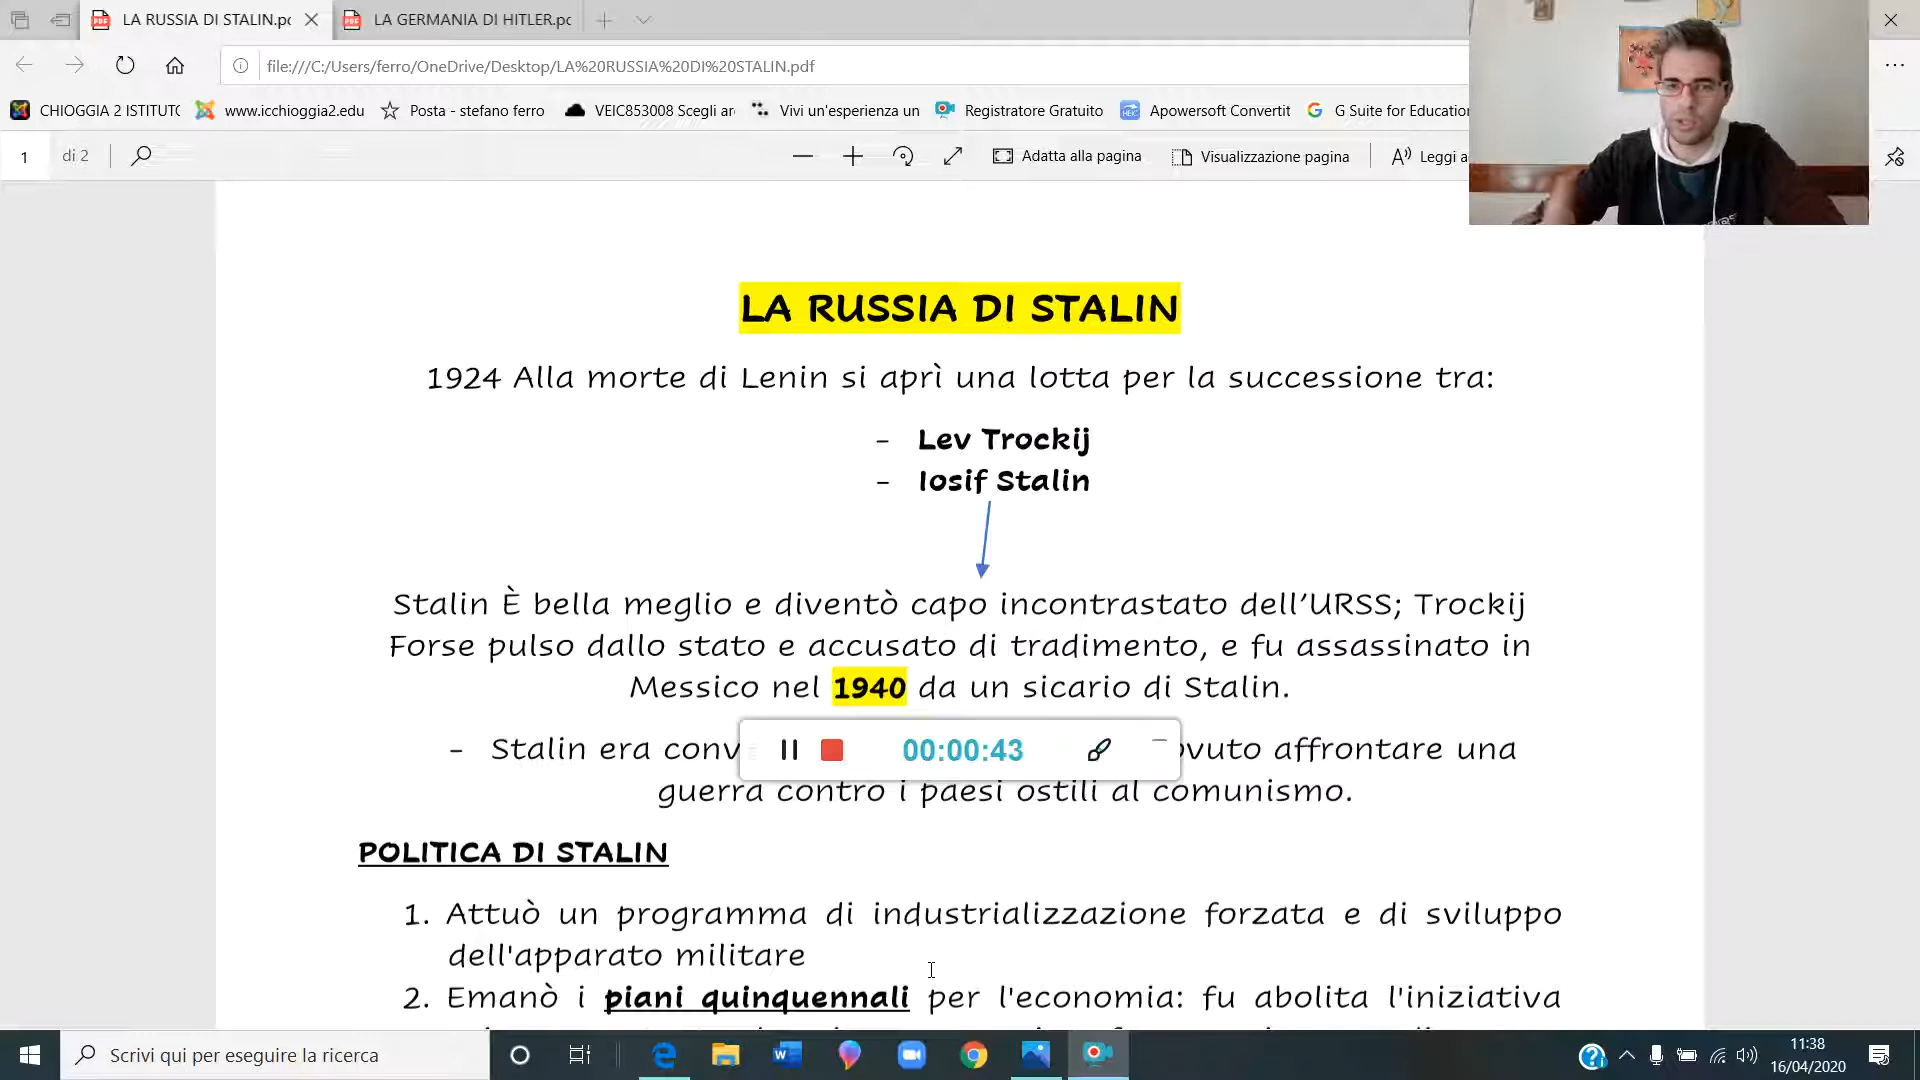 LA RUSSIA DI STALIN.pc
LA GERMANIA DI HITLER.pc
file:///C:/Users/ferro/OneDrive/Desktop/LA%20RUSSIA%20DI%20STALIN.pdf
CHIOGGIA 2 ISTITUTO
www.icchioggia2.edu
Posta - stefano ferro
VEIC853008 Scegli ar
Vivi un'esperienza un
Registratore Gratuito
Apowersoft Convertit
G Suite for Education
1
di 2
Adatta alla pagina
Visualizzazione pagina
Leggi a
LA RUSSIA DI STALIN
1924 Alla morte di Lenin si aprì una lotta per la successione tra:
- Lev Trockij
- Iosif Stalin
Stalin È bella meglio e diventò capo incontrastato dell'URSS; Trockij
Forse pulso dallo stato e accusato di tradimento, e fu assassinato in
Messico nel 1940 da un sicario di Stalin.
- Stalin era conv
00:00:43
ovuto affrontare una
guerra contro i paesi ostili al comunismo.
POLITICA DI STALIN
1. Attuò un programma di industrializzazione forzata e di sviluppo
dell'apparato militare
2. Emanò i piani quinquennali per l'economia: fu abolita l'iniziativa
Scrivi qui per eseguire la ricerca
11:38
16/04/2020